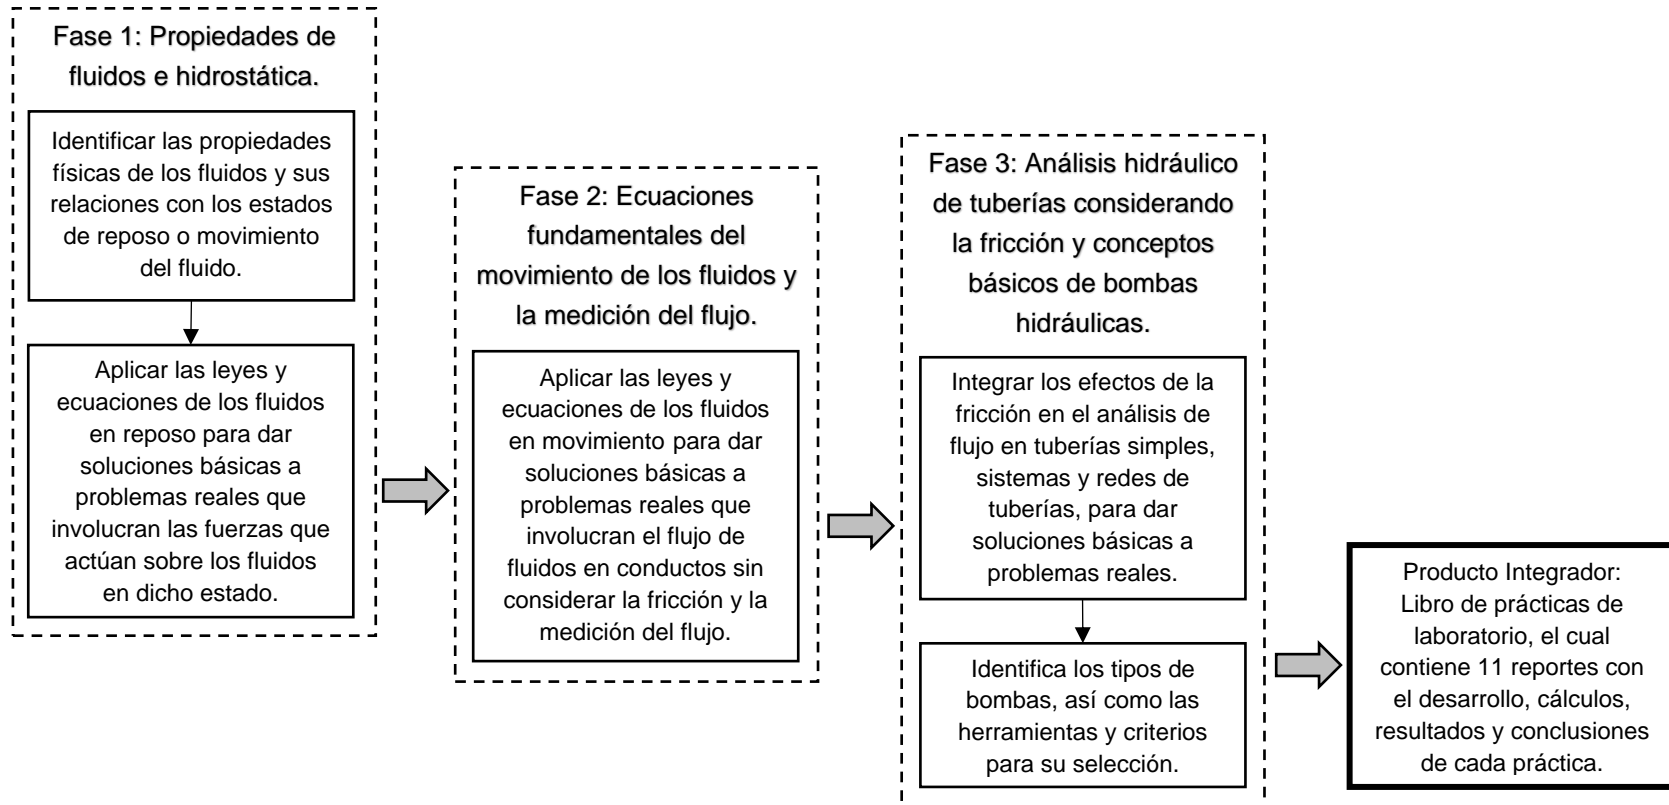 Fase 1: Propiedades de
fluidos e hidrostática.
Identificar las propiedades
físicas de los fluidos y sus
relaciones con los estados
de reposo o movimiento
del fluido.
Aplicar las leyes y
ecuaciones de los fluidos
en reposo para dar
soluciones básicas a
problemas reales que
involucran las fuerzas que
actúan sobre los fluidos
en dicho estado.
Fase 2: Ecuaciones
fundamentales del
movimiento de los fluidos y
la medición del flujo.
Aplicar las leyes y
ecuaciones de los fluidos
en movimiento para dar
soluciones básicas a
problemas reales que
involucran el flujo de
fluidos en conductos sin
considerar la fricción y la
medición del flujo.
Fase 3: Análisis hidráulico
de tuberías considerando
la fricción y conceptos
básicos de bombas
hidráulicas.
Integrar los efectos de la
fricción en el análisis de
flujo en tuberías simples,
sistemas y redes de
tuberías, para dar
soluciones básicas a
problemas reales.
Identifica los tipos de
bombas, así como las
herramientas y criterios
para su selección.
Producto Integrador:
Libro de prácticas de
laboratorio, el cual
contiene 11 reportes con
el desarrollo, cálculos,
resultados y conclusiones
de cada práctica.